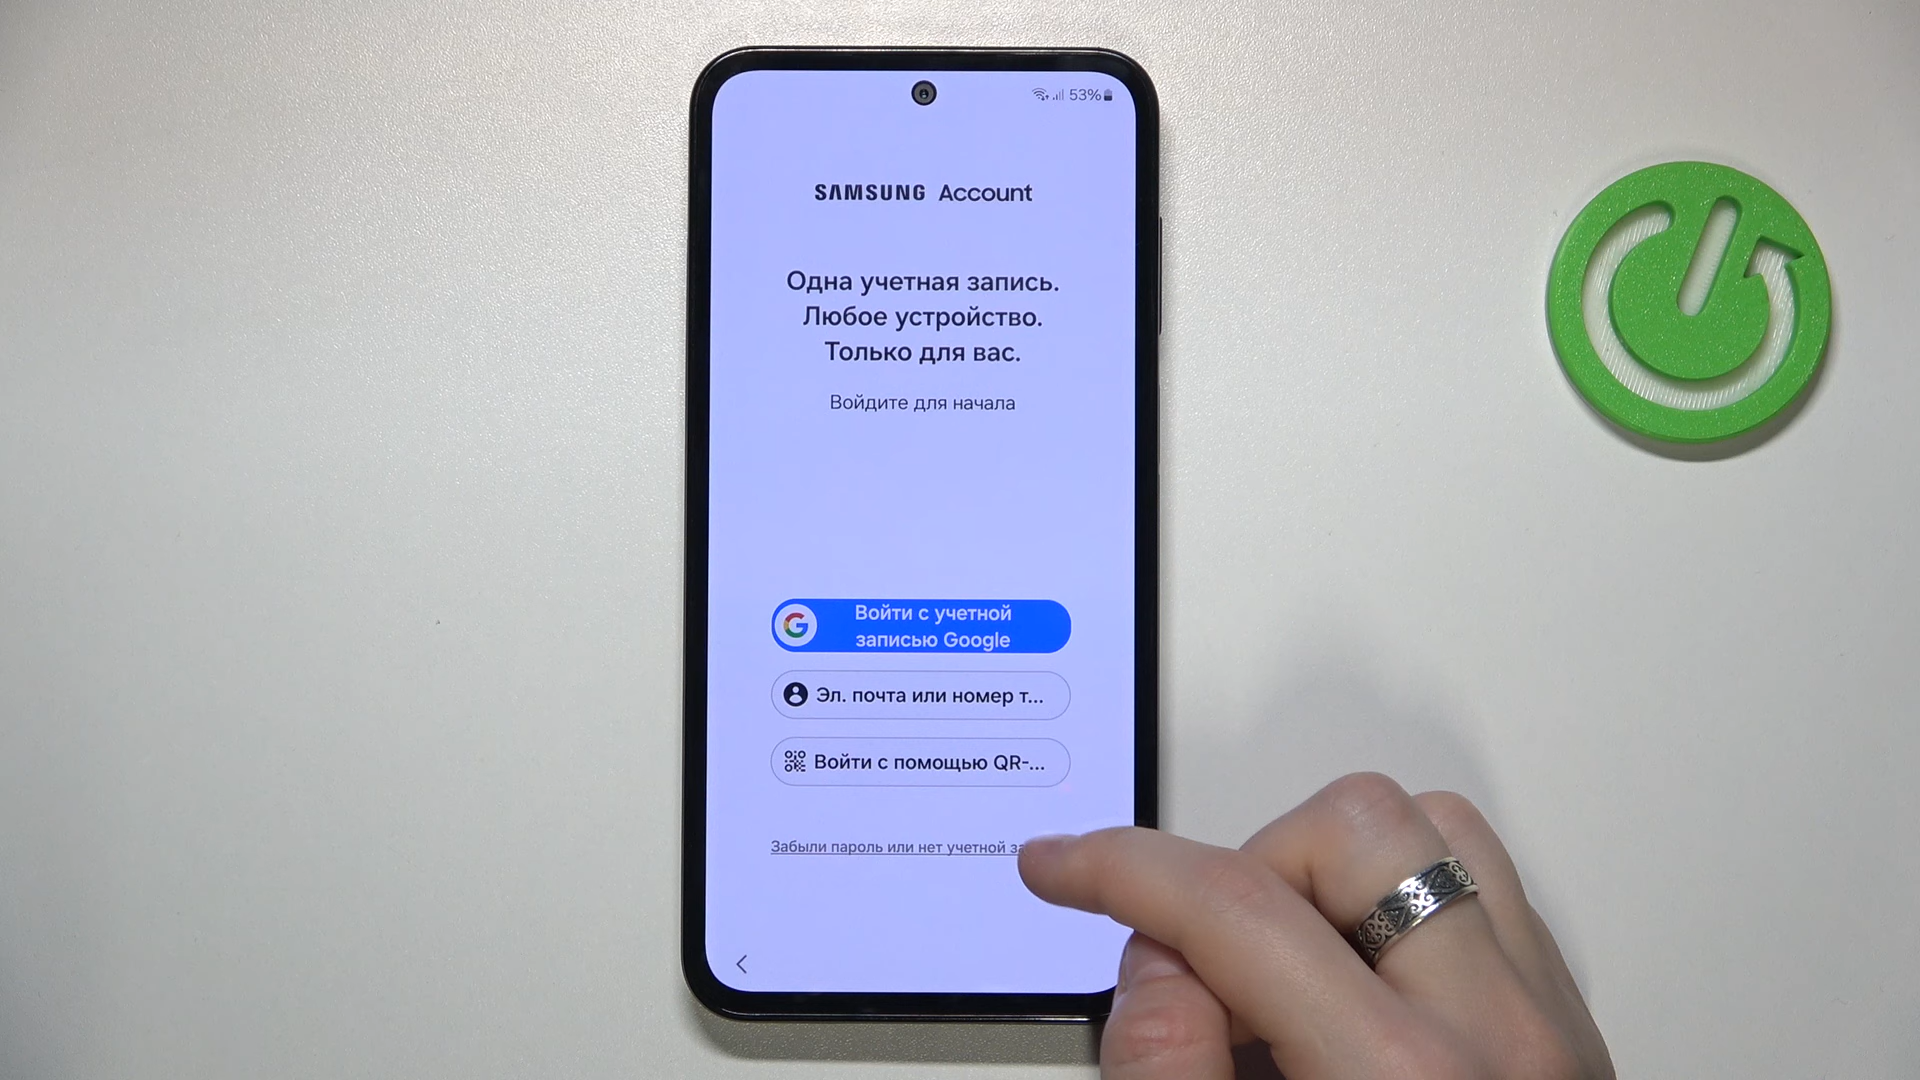 53%
SAMSUNG Account
Одна учетная запись.
Любое устройство.
Только для вас.
Войдите для начала
Войти с учетной
записью Google
Эл. почта или номер т...
Войти с помощью QR-...
Забыли пароль или нет учетной